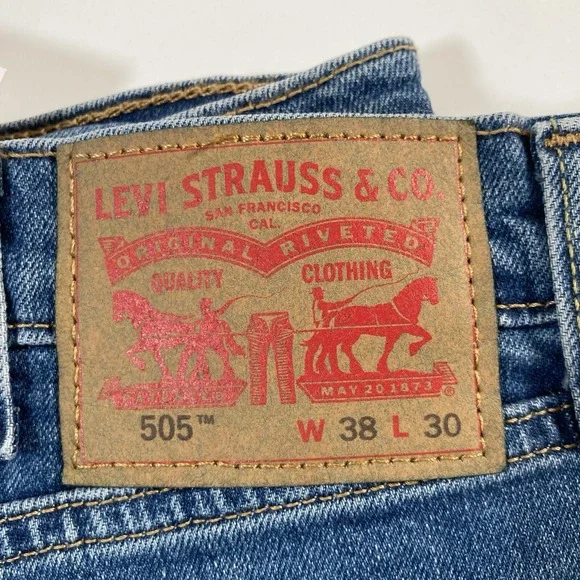 LEVI STRAUSS & CO.
SAN FRANCISCO
CAL.
ORIGINAL RIVETED
QUALITY CLOTHING
MAY 20 1873
®
505™ W 38 L 30